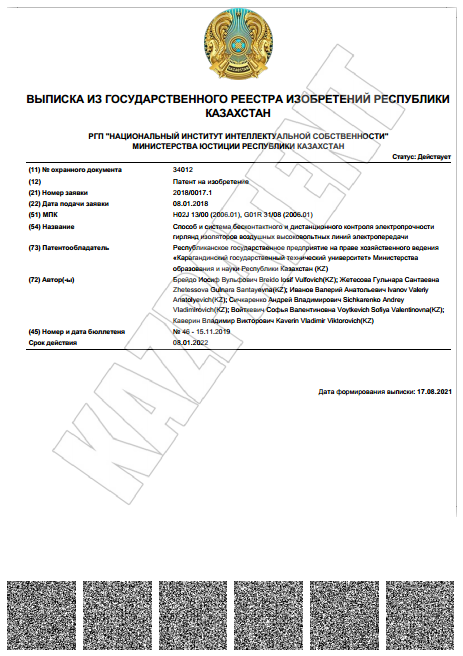 ҚАЗАҚСТАН
ВЫПИСКА ИЗ ГОСУДАРСТВЕННОГО РЕЕСТРА ИЗОБРЕТЕНИЙ РЕСПУБЛИКИ
КАЗАХСТАН
РГП "НАЦИОНАЛЬНЫЙ ИНСТИТУТ ИНТЕЛЛЕКТУАЛЬНОЙ СОБСТВЕННОСТИ"
МИНИСТЕРСТВА ЮСТИЦИИ РЕСПУБЛИКИ КАЗАХСТАН
Статус: Действует
(11) № охранного документа 34012
(12) Патент на изобретение
(21) Номер заявки 2018/0017.1
(22) Дата подачи заявки 08.01.2018
(51) МПК H02J 13/00 (2006.01), G01R 31/08 (2006.01)
(54) Название Способ и система бесконтактного и дистанционного контроля электропрочности
гирлянд изоляторов воздушных высоковольтных линий электропередачи
(73) Патентообладатель Республиканское государственное предприятие на праве хозяйственного ведения
«Карагандинский государственный технический университет» Министерства
образования и науки Республики Казахстан (KZ)
(72) Автор(-ы) Брейдо Иосиф Вульфович Breido Iosif Vulfovich(KZ); Жетесова Гульнара Сантаевна
Zhetessova Gulnara Santayevna(KZ); Иванов Валерий Анатольевич Ivanov Valeriy
Anatolyevich(KZ); Сичкаренко Андрей Владимирович Sichkarenko Andrey
Vladimirovich(KZ); Войткевич Софья Валентиновна Voytkevich Sofiya Valentinovna(KZ);
Каверин Владимир Викторович Kaverin Vladimir Viktorovich(KZ)
(45) Номер и дата бюллетеня № 46 - 15.11.2019
Срок действия 08.01.2022
Дата формирования выписки: 17.08.2021
KAZPATENT